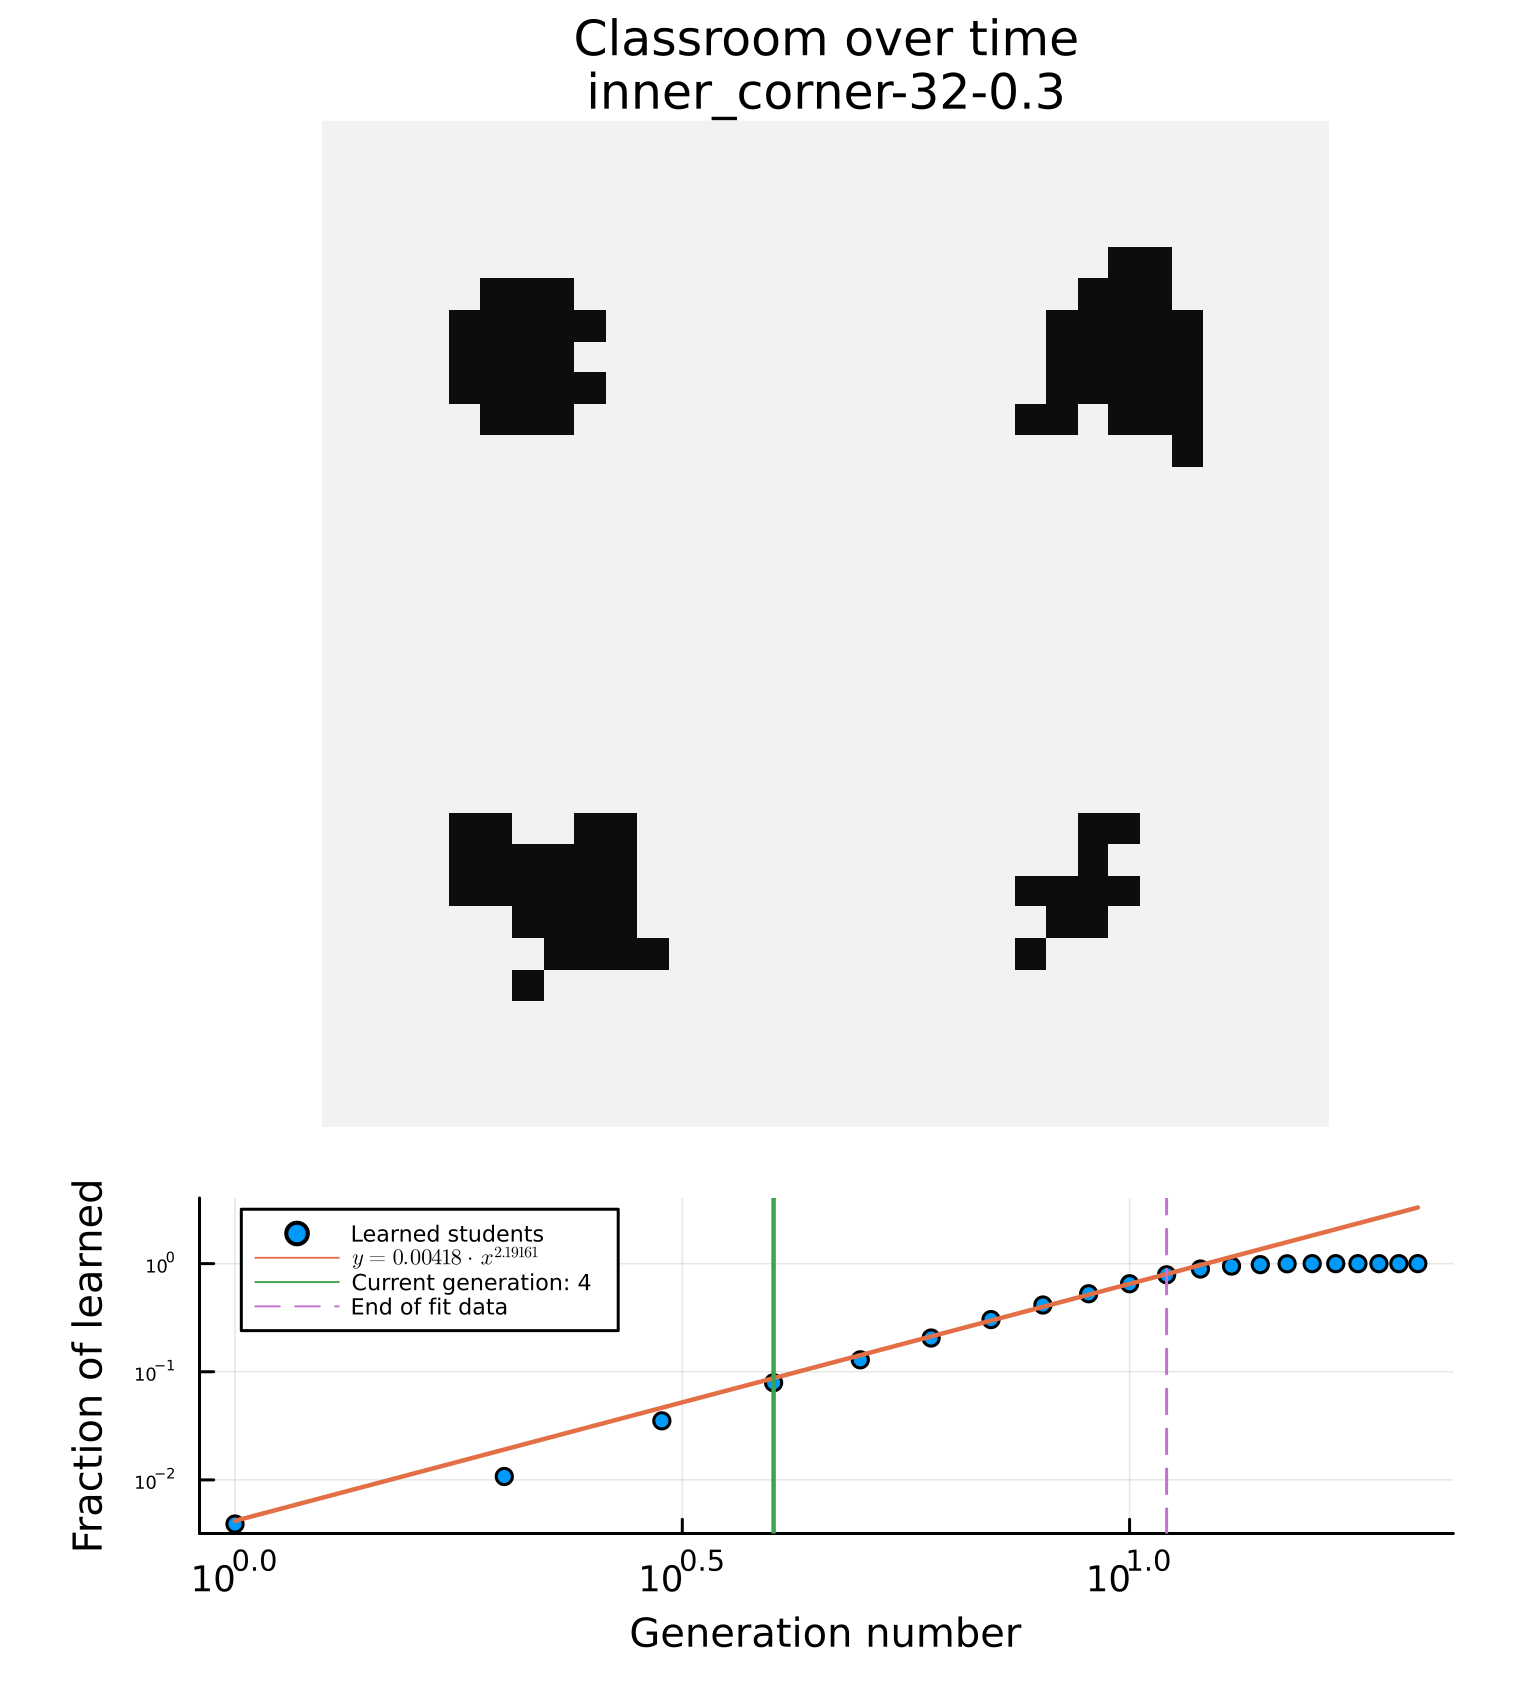 Classroom over time
inner_corner-32-0.3
Fraction of learned
Learned students
y = 0.00418 · x^2.19161
Current generation: 4
End of fit data
10^0
10^−1
10^−2
10^0.0
10^0.5
10^1.0
Generation number